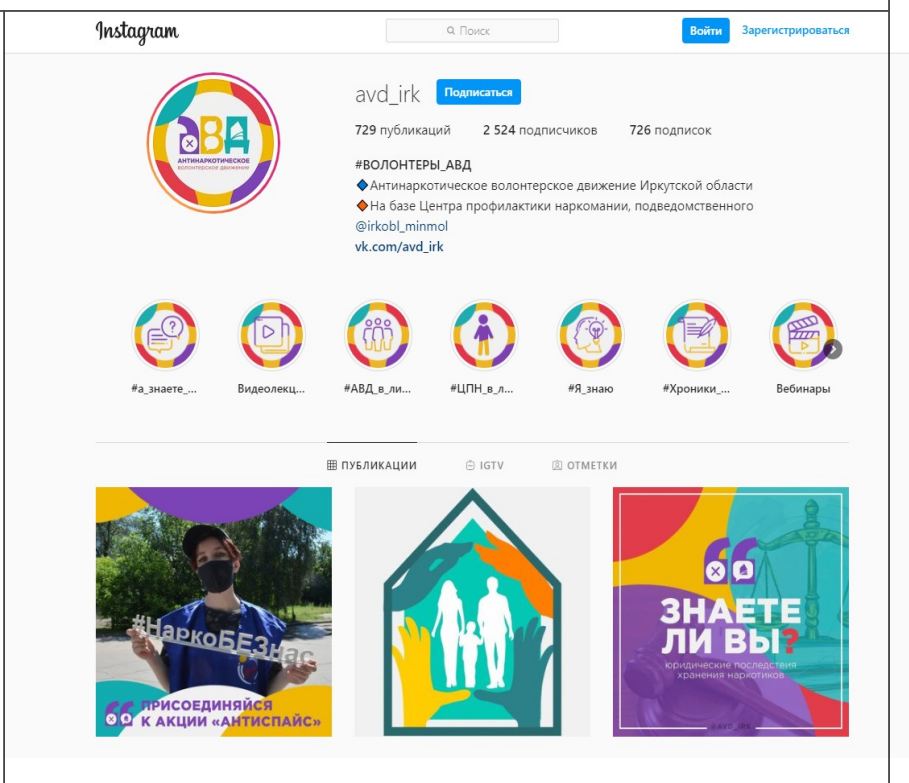 Instagram
Поиск
Войти
Зарегистрироваться
АВД
АНТИНАРКОТИЧЕСКОЕ
ВОЛОНТЕРСКОЕ ДВИЖЕНИЕ
avd_irk
Подписаться
729 публикаций 2 524 подписчиков 726 подписок
#ВОЛОНТЕРЫ_АВД
Антинаркотическое волонтерское движение Иркутской области
На базе Центра профилактики наркомании, подведомственного
@irkobl_minmol
vk.com/avd_irk
#а_знаете_... Видеолекц... #АВД_в_ли... #ЦПН_в_л... #Я_знаю #Хроники_... Вебинары
ПУБЛИКАЦИИ IGTV ОТМЕТКИ
#НаркоБЕЗнас
ПРИСОЕДИНЯЙСЯ
К АКЦИИ «АНТИСПАЙС»
ЗНАЕТЕ
ЛИ ВЫ?
юридические последствия
хранения наркотиков
#AVD_IRK